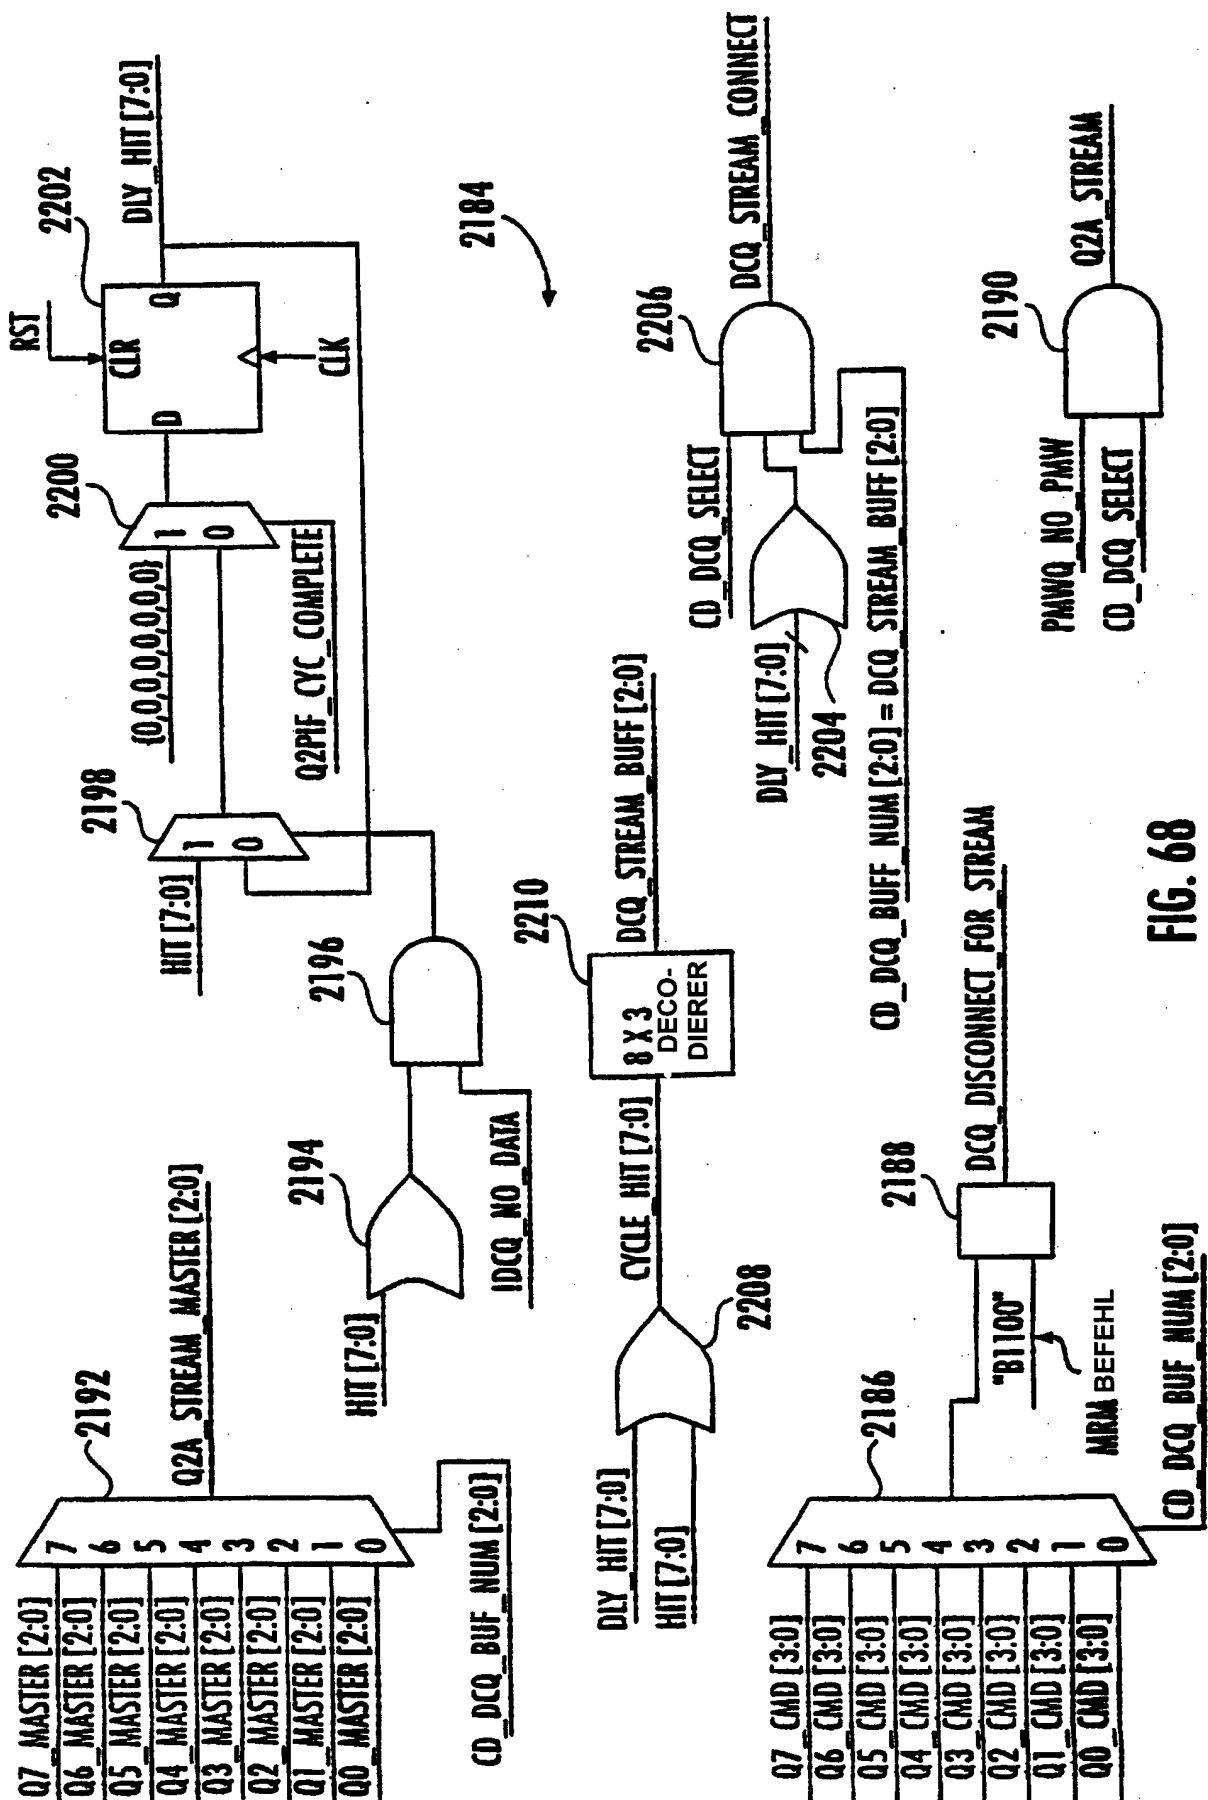 Q7_MASTER [2:0]
Q6_MASTER [2:0]
Q5_MASTER [2:0]
Q4_MASTER [2:0]
Q3_MASTER [2:0]
Q2_MASTER [2:0]
Q1_MASTER [2:0]
Q0_MASTER [2:0]
7
6
5
4
3
2
1
0
2192
Q2A_STREAM_MASTER [2:0]
CD_DCQ_BUF_NUM [2:0]
HIT [7:0]
2194
!DCQ_NO_DATA
2196
HIT [7:0]
1
0
2198
{0,0,0,0,0,0,0}
1
0
2200
Q2PIF_CYC_COMPLETE
RST
D
CLR
Q
CLK
2202
DLY_HIT [7:0]
2184
DLY_HIT [7:0]
HIT [7:0]
2208
CYCLE_HIT [7:0]
8 X 3
DECO-
DIERER
2210
DCQ_STREAM_BUFF [2:0]
CD_DCQ_SELECT
DLY_HIT [7:0]
2204
2206
DCQ_STREAM_CONNECT
CD_DCQ_BUFF_NUM [2:0] = DCQ_STREAM_BUFF [2:0]
Q7_CMD [3:0]
Q6_CMD [3:0]
Q5_CMD [3:0]
Q4_CMD [3:0]
Q3_CMD [3:0]
Q2_CMD [3:0]
Q1_CMD [3:0]
Q0_CMD [3:0]
7
6
5
4
3
2
1
0
2186
"B1100"
MRM BEFEHL
CD_DCQ_BUF_NUM [2:0]
2188
DCQ_DISCONNECT_FOR_STREAM
PMWQ_NO_PMW
CD_DCQ_SELECT
2190
Q2A_STREAM
FIG. 68